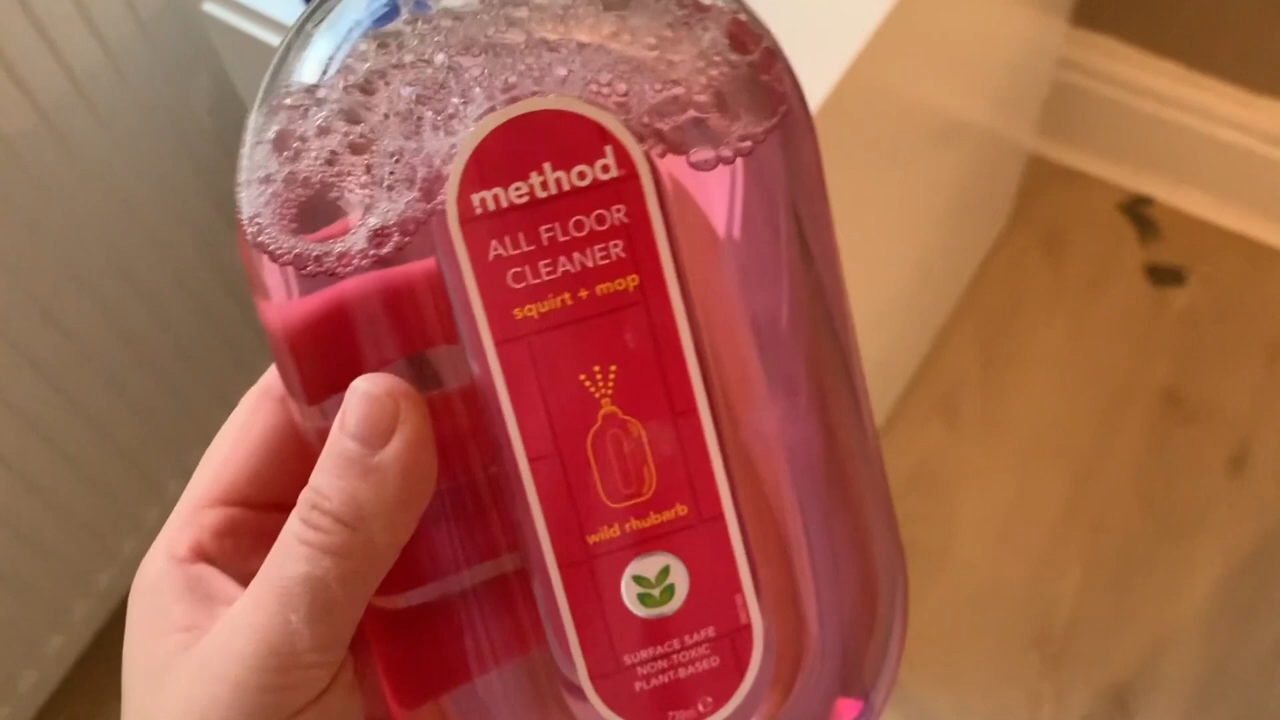 method
ALL FLOOR
CLEANER
squirt + mop
wild rhubarb
SURFACE SAFE
NON-TOXIC
PLANT-BASED